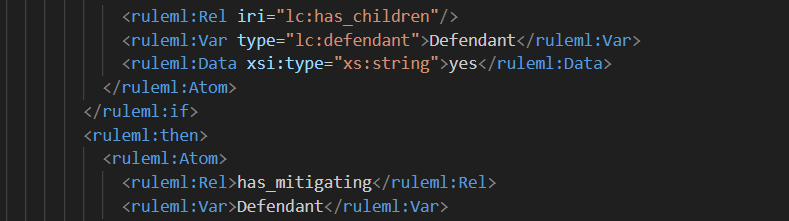 <ruleml:Rel iri="lc:has_children"/>
<ruleml:Var type="lc:defendant">Defendant</ruleml:Var>
<ruleml:Data xsi:type="xs:string">yes</ruleml:Data>
</ruleml:Atom>
</ruleml:if>
<ruleml:then>
<ruleml:Atom>
<ruleml:Rel>has_mitigating</ruleml:Rel>
<ruleml:Var>Defendant</ruleml:Var>